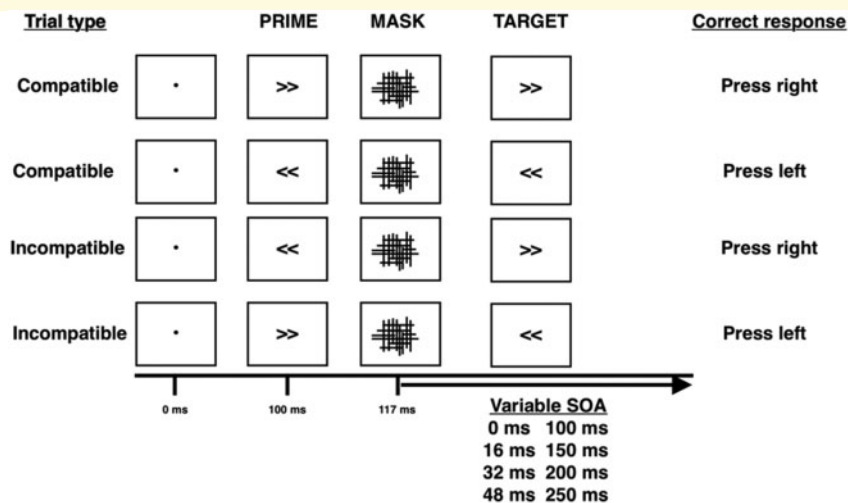 Trial type PRIME MASK TARGET Correct response
Compatible >> >> Press right
Compatible << << Press left
Incompatible << >> Press right
Incompatible >> << Press left
0 ms 100 ms 117 ms
Variable SOA
0 ms 100 ms
16 ms 150 ms
32 ms 200 ms
48 ms 250 ms